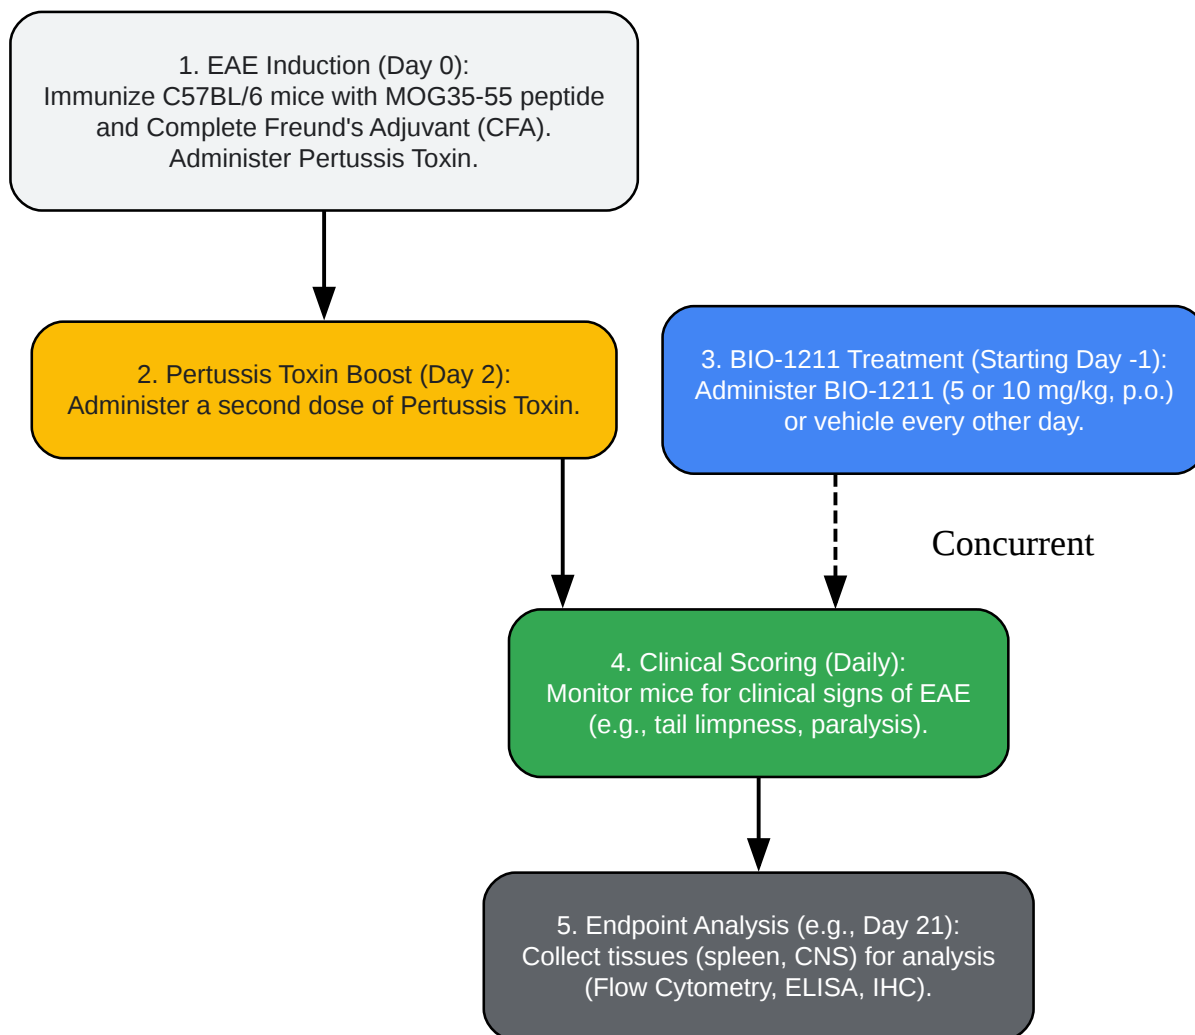 1. EAE Induction (Day 0):
Immunize C57BL/6 mice with MOG35-55 peptide
and Complete Freund's Adjuvant (CFA).
Administer Pertussis Toxin.
2. Pertussis Toxin Boost (Day 2):
Administer a second dose of Pertussis Toxin.
3. BIO-1211 Treatment (Starting Day -1):
Administer BIO-1211 (5 or 10 mg/kg, p.o.)
or vehicle every other day.
Concurrent
4. Clinical Scoring (Daily):
Monitor mice for clinical signs of EAE
(e.g., tail limpness, paralysis).
5. Endpoint Analysis (e.g., Day 21):
Collect tissues (spleen, CNS) for analysis
(Flow Cytometry, ELISA, IHC).